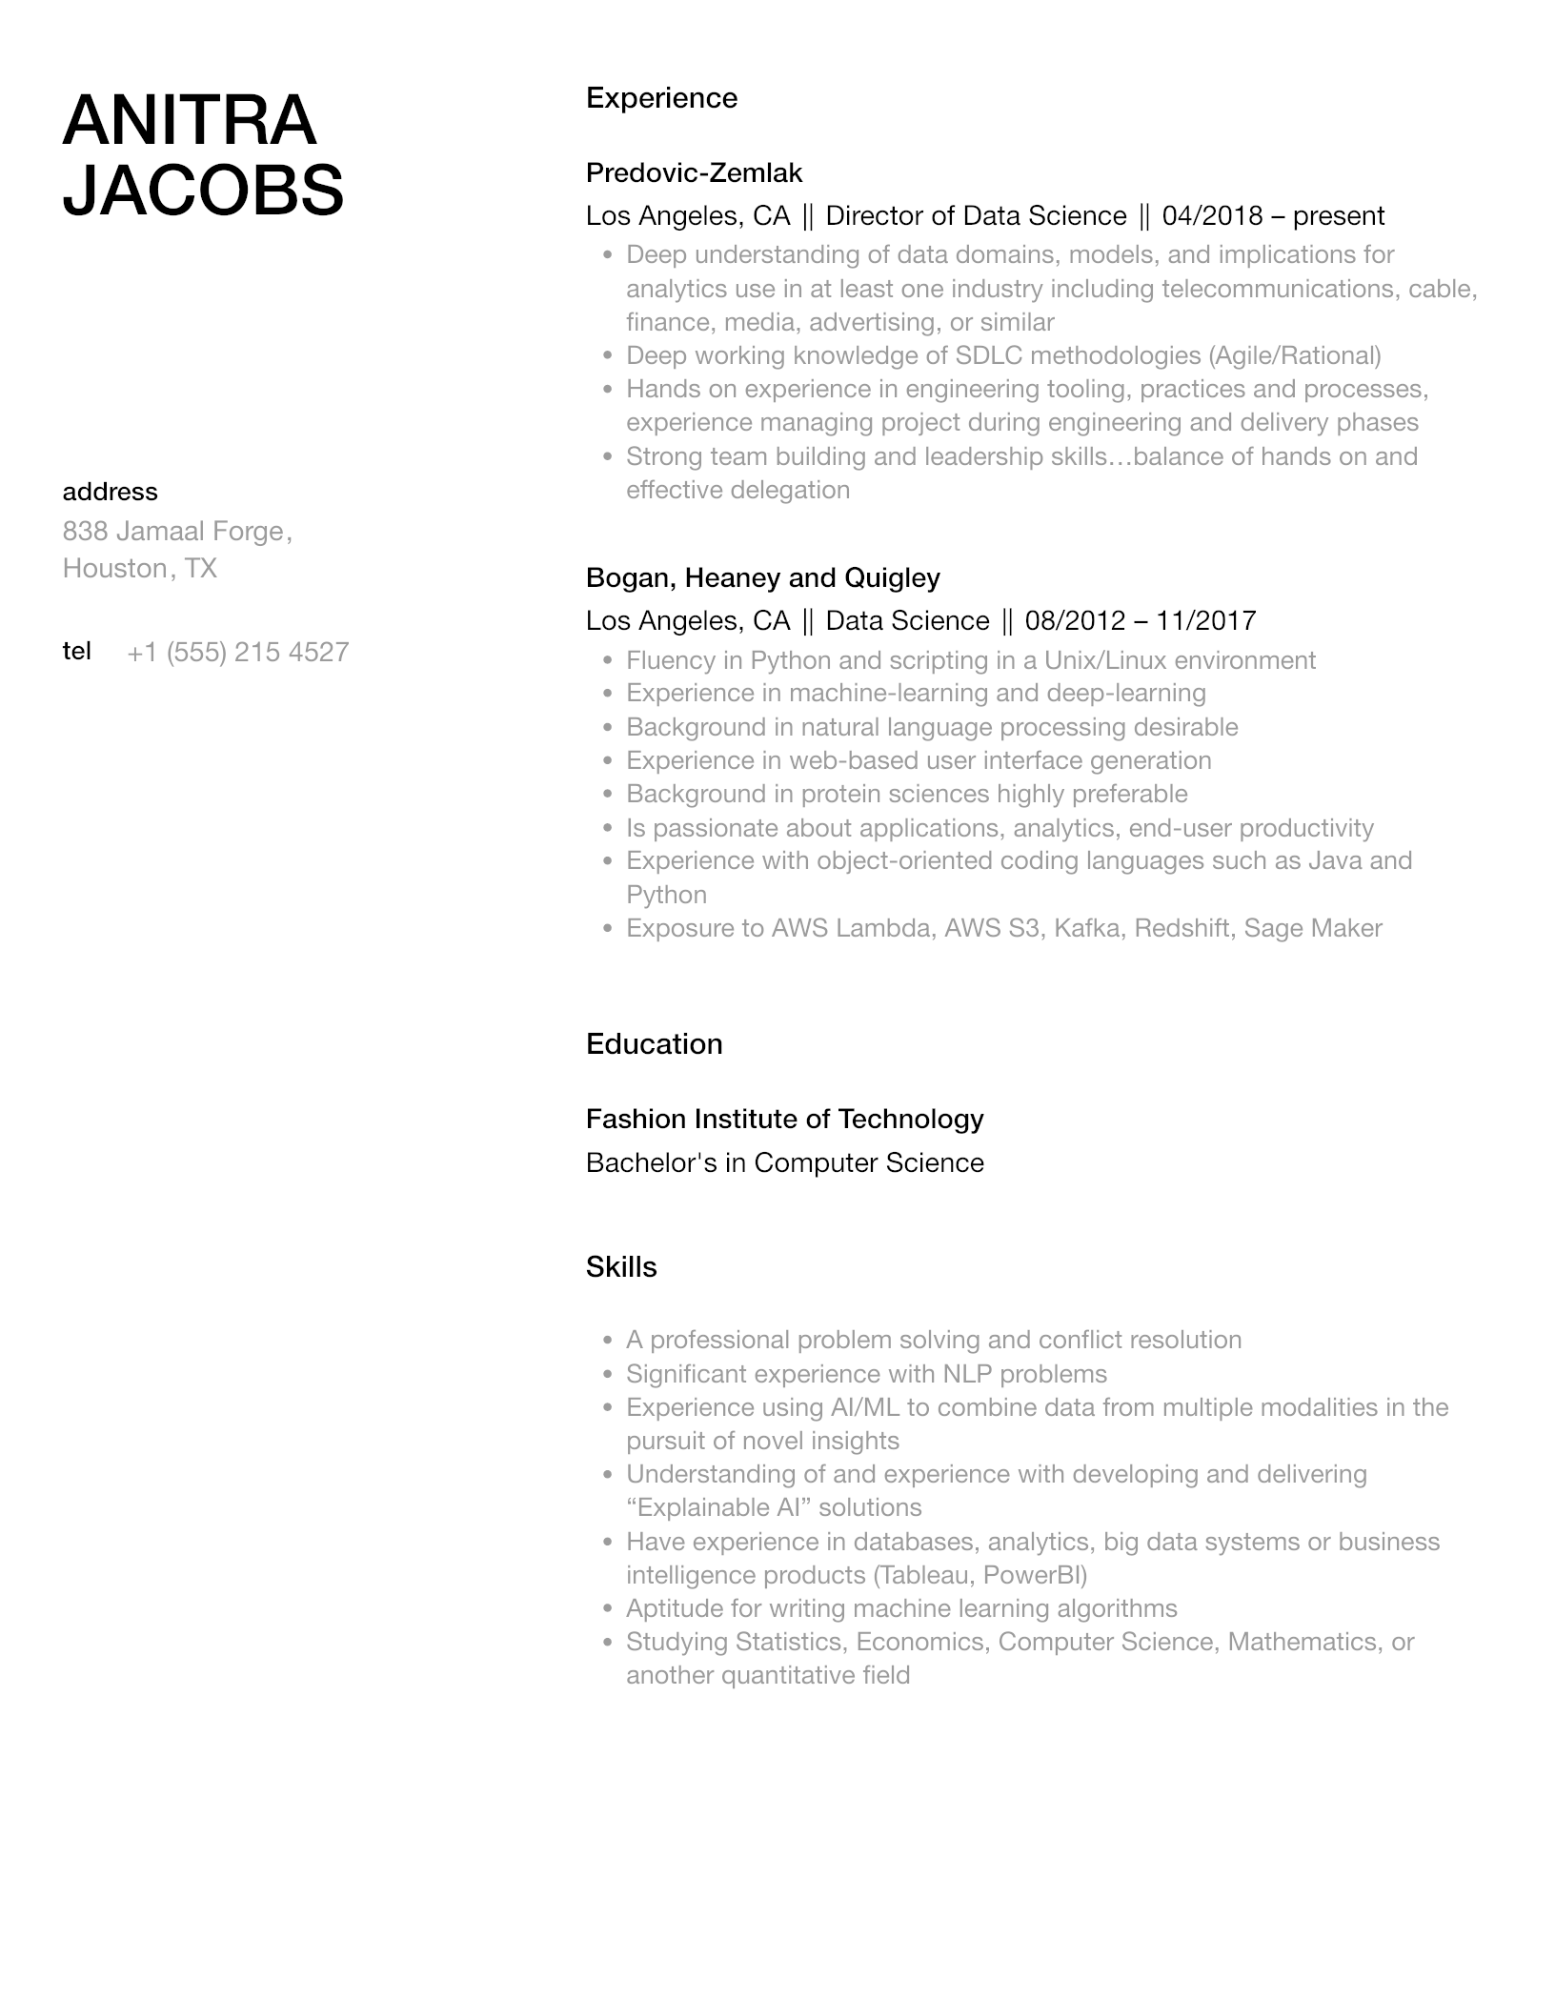 ANITRA
JACOBS
address
838 Jamaal Forge,
Houston, TX
tel +1 (555) 215 4527
Experience
Predovic-Zemlak
Los Angeles, CA || Director of Data Science || 04/2018 – present
• Deep understanding of data domains, models, and implications for
analytics use in at least one industry including telecommunications, cable,
finance, media, advertising, or similar
• Deep working knowledge of SDLC methodologies (Agile/Rational)
• Hands on experience in engineering tooling, practices and processes,
experience managing project during engineering and delivery phases
• Strong team building and leadership skills…balance of hands on and
effective delegation
Bogan, Heaney and Quigley
Los Angeles, CA || Data Science || 08/2012 – 11/2017
• Fluency in Python and scripting in a Unix/Linux environment
• Experience in machine-learning and deep-learning
• Background in natural language processing desirable
• Experience in web-based user interface generation
• Background in protein sciences highly preferable
• Is passionate about applications, analytics, end-user productivity
• Experience with object-oriented coding languages such as Java and
Python
• Exposure to AWS Lambda, AWS S3, Kafka, Redshift, Sage Maker
Education
Fashion Institute of Technology
Bachelor's in Computer Science
Skills
• A professional problem solving and conflict resolution
• Significant experience with NLP problems
• Experience using AI/ML to combine data from multiple modalities in the
pursuit of novel insights
• Understanding of and experience with developing and delivering
“Explainable AI” solutions
• Have experience in databases, analytics, big data systems or business
intelligence products (Tableau, PowerBI)
• Aptitude for writing machine learning algorithms
• Studying Statistics, Economics, Computer Science, Mathematics, or
another quantitative field